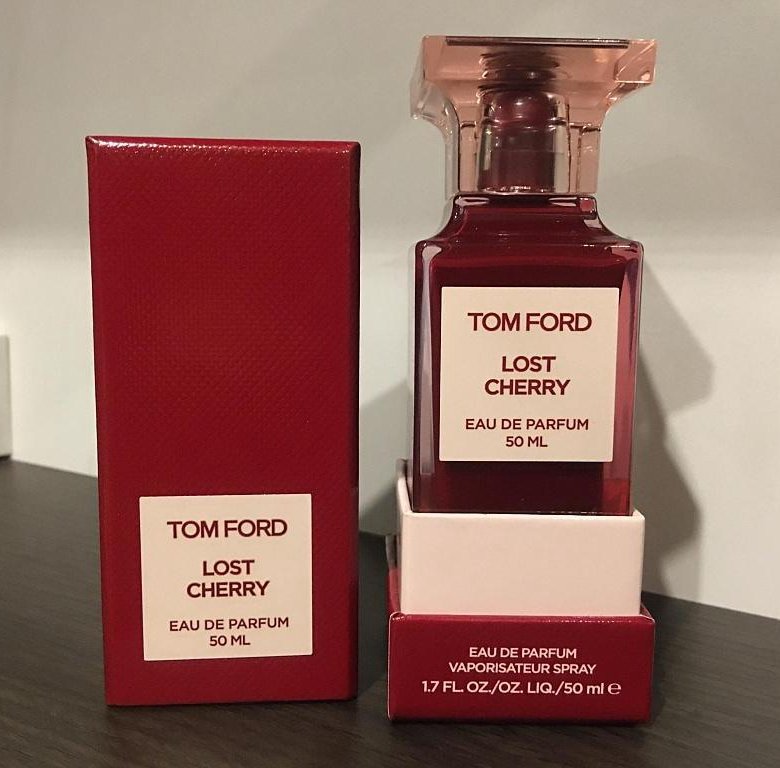 TOM FORD
LOST
CHERRY
EAU DE PARFUM
50 ML
TOM FORD
LOST
CHERRY
EAU DE PARFUM
50 ML
EAU DE PARFUM
VAPORISATEUR SPRAY
1.7 FL. OZ./OZ. LIQ./50 ml ℮